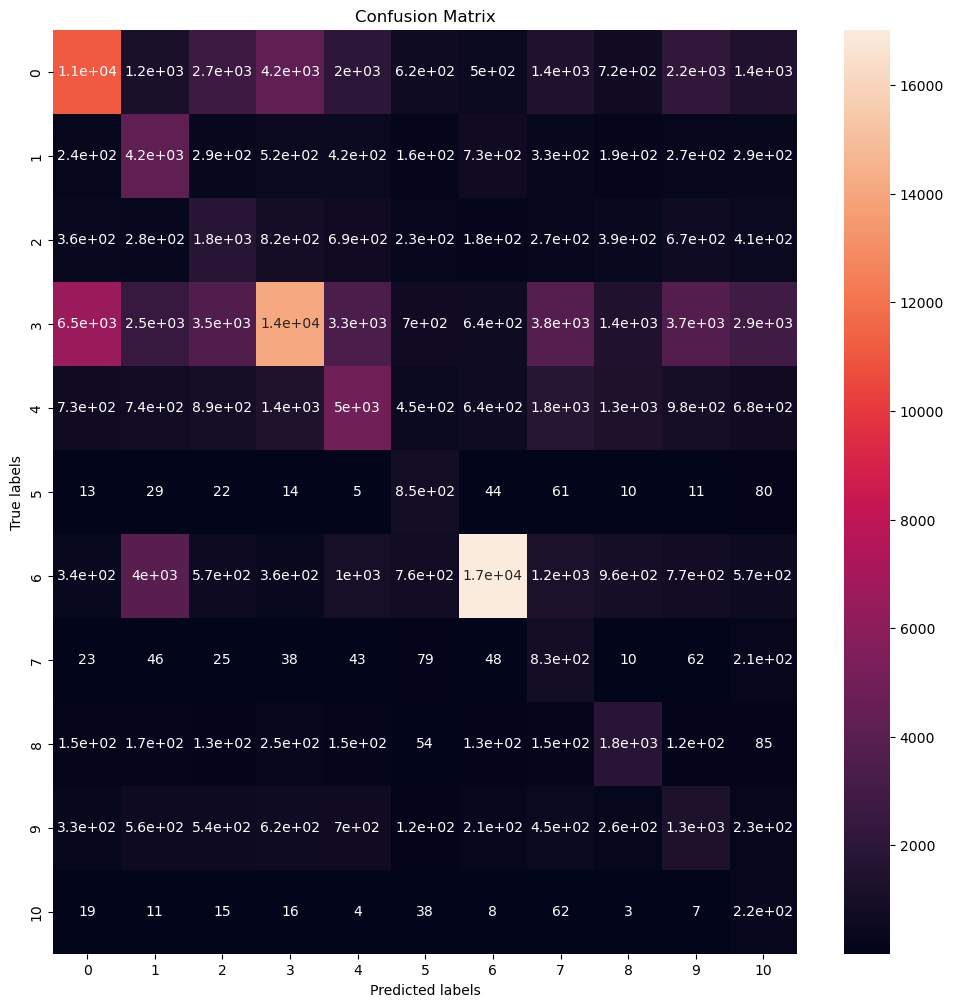 Confusion Matrix
0 1.1e+04 1.2e+03 2.7e+03 4.2e+03 2e+03 6.2e+02 5e+02 1.4e+03 7.2e+02 2.2e+03 1.4e+03
1 2.4e+02 4.2e+03 2.9e+02 5.2e+02 4.2e+02 1.6e+02 7.3e+02 3.3e+02 1.9e+02 2.7e+02 2.9e+02
2 3.6e+02 2.8e+02 1.8e+03 8.2e+02 6.9e+02 2.3e+02 1.8e+02 2.7e+02 3.9e+02 6.7e+02 4.1e+02
3 6.5e+03 2.5e+03 3.5e+03 1.4e+04 3.3e+03 7e+02 6.4e+02 3.8e+03 1.4e+03 3.7e+03 2.9e+03
4 7.3e+02 7.4e+02 8.9e+02 1.4e+03 5e+03 4.5e+02 6.4e+02 1.8e+03 1.3e+03 9.8e+02 6.8e+02
5 13 29 22 14 5 8.5e+02 44 61 10 11 80
6 3.4e+02 4e+03 5.7e+02 3.6e+02 1e+03 7.6e+02 1.7e+04 1.2e+03 9.6e+02 7.7e+02 5.7e+02
7 23 46 25 38 43 79 48 8.3e+02 10 62 2.1e+02
8 1.5e+02 1.7e+02 1.3e+02 2.5e+02 1.5e+02 54 1.3e+02 1.5e+02 1.8e+03 1.2e+02 85
9 3.3e+02 5.6e+02 5.4e+02 6.2e+02 7e+02 1.2e+02 2.1e+02 4.5e+02 2.6e+02 1.3e+03 2.3e+02
10 19 11 15 16 4 38 8 62 3 7 2.2e+02
0 1 2 3 4 5 6 7 8 9 10
Predicted labels
True labels
16000
14000
12000
10000
8000
6000
4000
2000